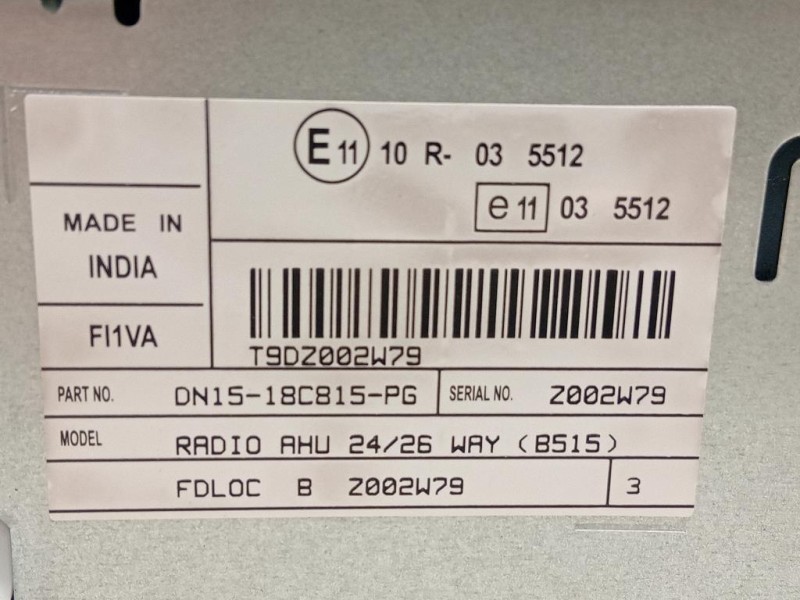 E 11 10 R- 03 5512
e 11 03 5512
MADE IN
INDIA
FI1VA
T9DZ002W79
PART NO. DN15-18C815-PG SERIAL NO. Z002W79
MODEL RADIO AHU 24/26 WAY (B515)
FDLOC B Z002W79 3